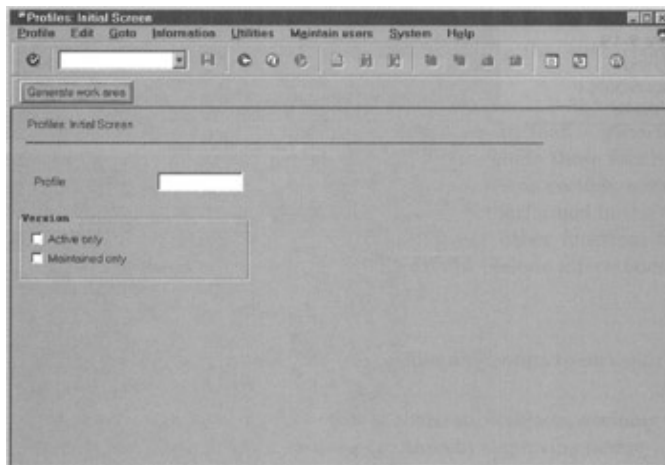 Profiles: Initial Screen
Profile Edit Goto Information Utilities Maintain users System Help
Generate work area
Profiles: Initial Screen
Profile
Version
Active only
Maintained only